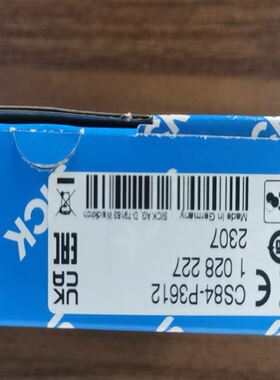 SICK
CS84-P3612
1 028 227
2307
Made in Germany
SICK AG, D-79183 Waldkirch
UK
CA
EAC